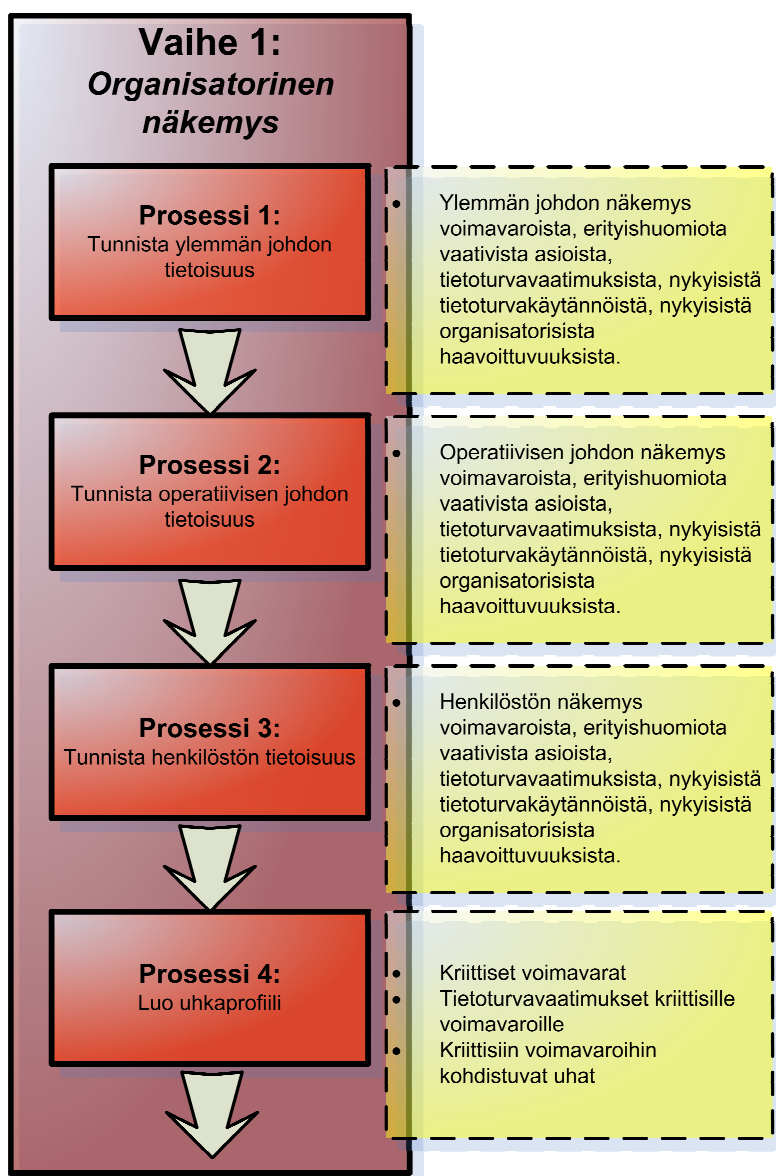 Vaihe 1:
Organisatorinen
näkemys
Prosessi 1:
Tunnista ylemmän johdon
tietoisuus
• Ylemmän johdon näkemys
voimavaroista, erityishuomiota
vaativista asioista,
tietoturvavaatimuksista, nykyisistä
tietoturvakäytännöistä, nykyisistä
organisatorisista
haavoittuvuuksista.
Prosessi 2:
Tunnista operatiivisen johdon
tietoisuus
• Operatiivisen johdon näkemys
voimavaroista, erityishuomiota
vaativista asioista,
tietoturvavaatimuksista, nykyisistä
tietoturvakäytännöistä, nykyisistä
organisatorisista
haavoittuvuuksista.
Prosessi 3:
Tunnista henkilöstön tietoisuus
• Henkilöstön näkemys
voimavaroista, erityishuomiota
vaativista asioista,
tietoturvavaatimuksista, nykyisistä
tietoturvakäytännöistä, nykyisistä
organisatorisista
haavoittuvuuksista.
Prosessi 4:
Luo uhkaprofiili
• Kriittiset voimavarat
• Tietoturvavaatimukset kriittisille
voimavaroille
• Kriittisiin voimavaroihin
kohdistuvat uhat